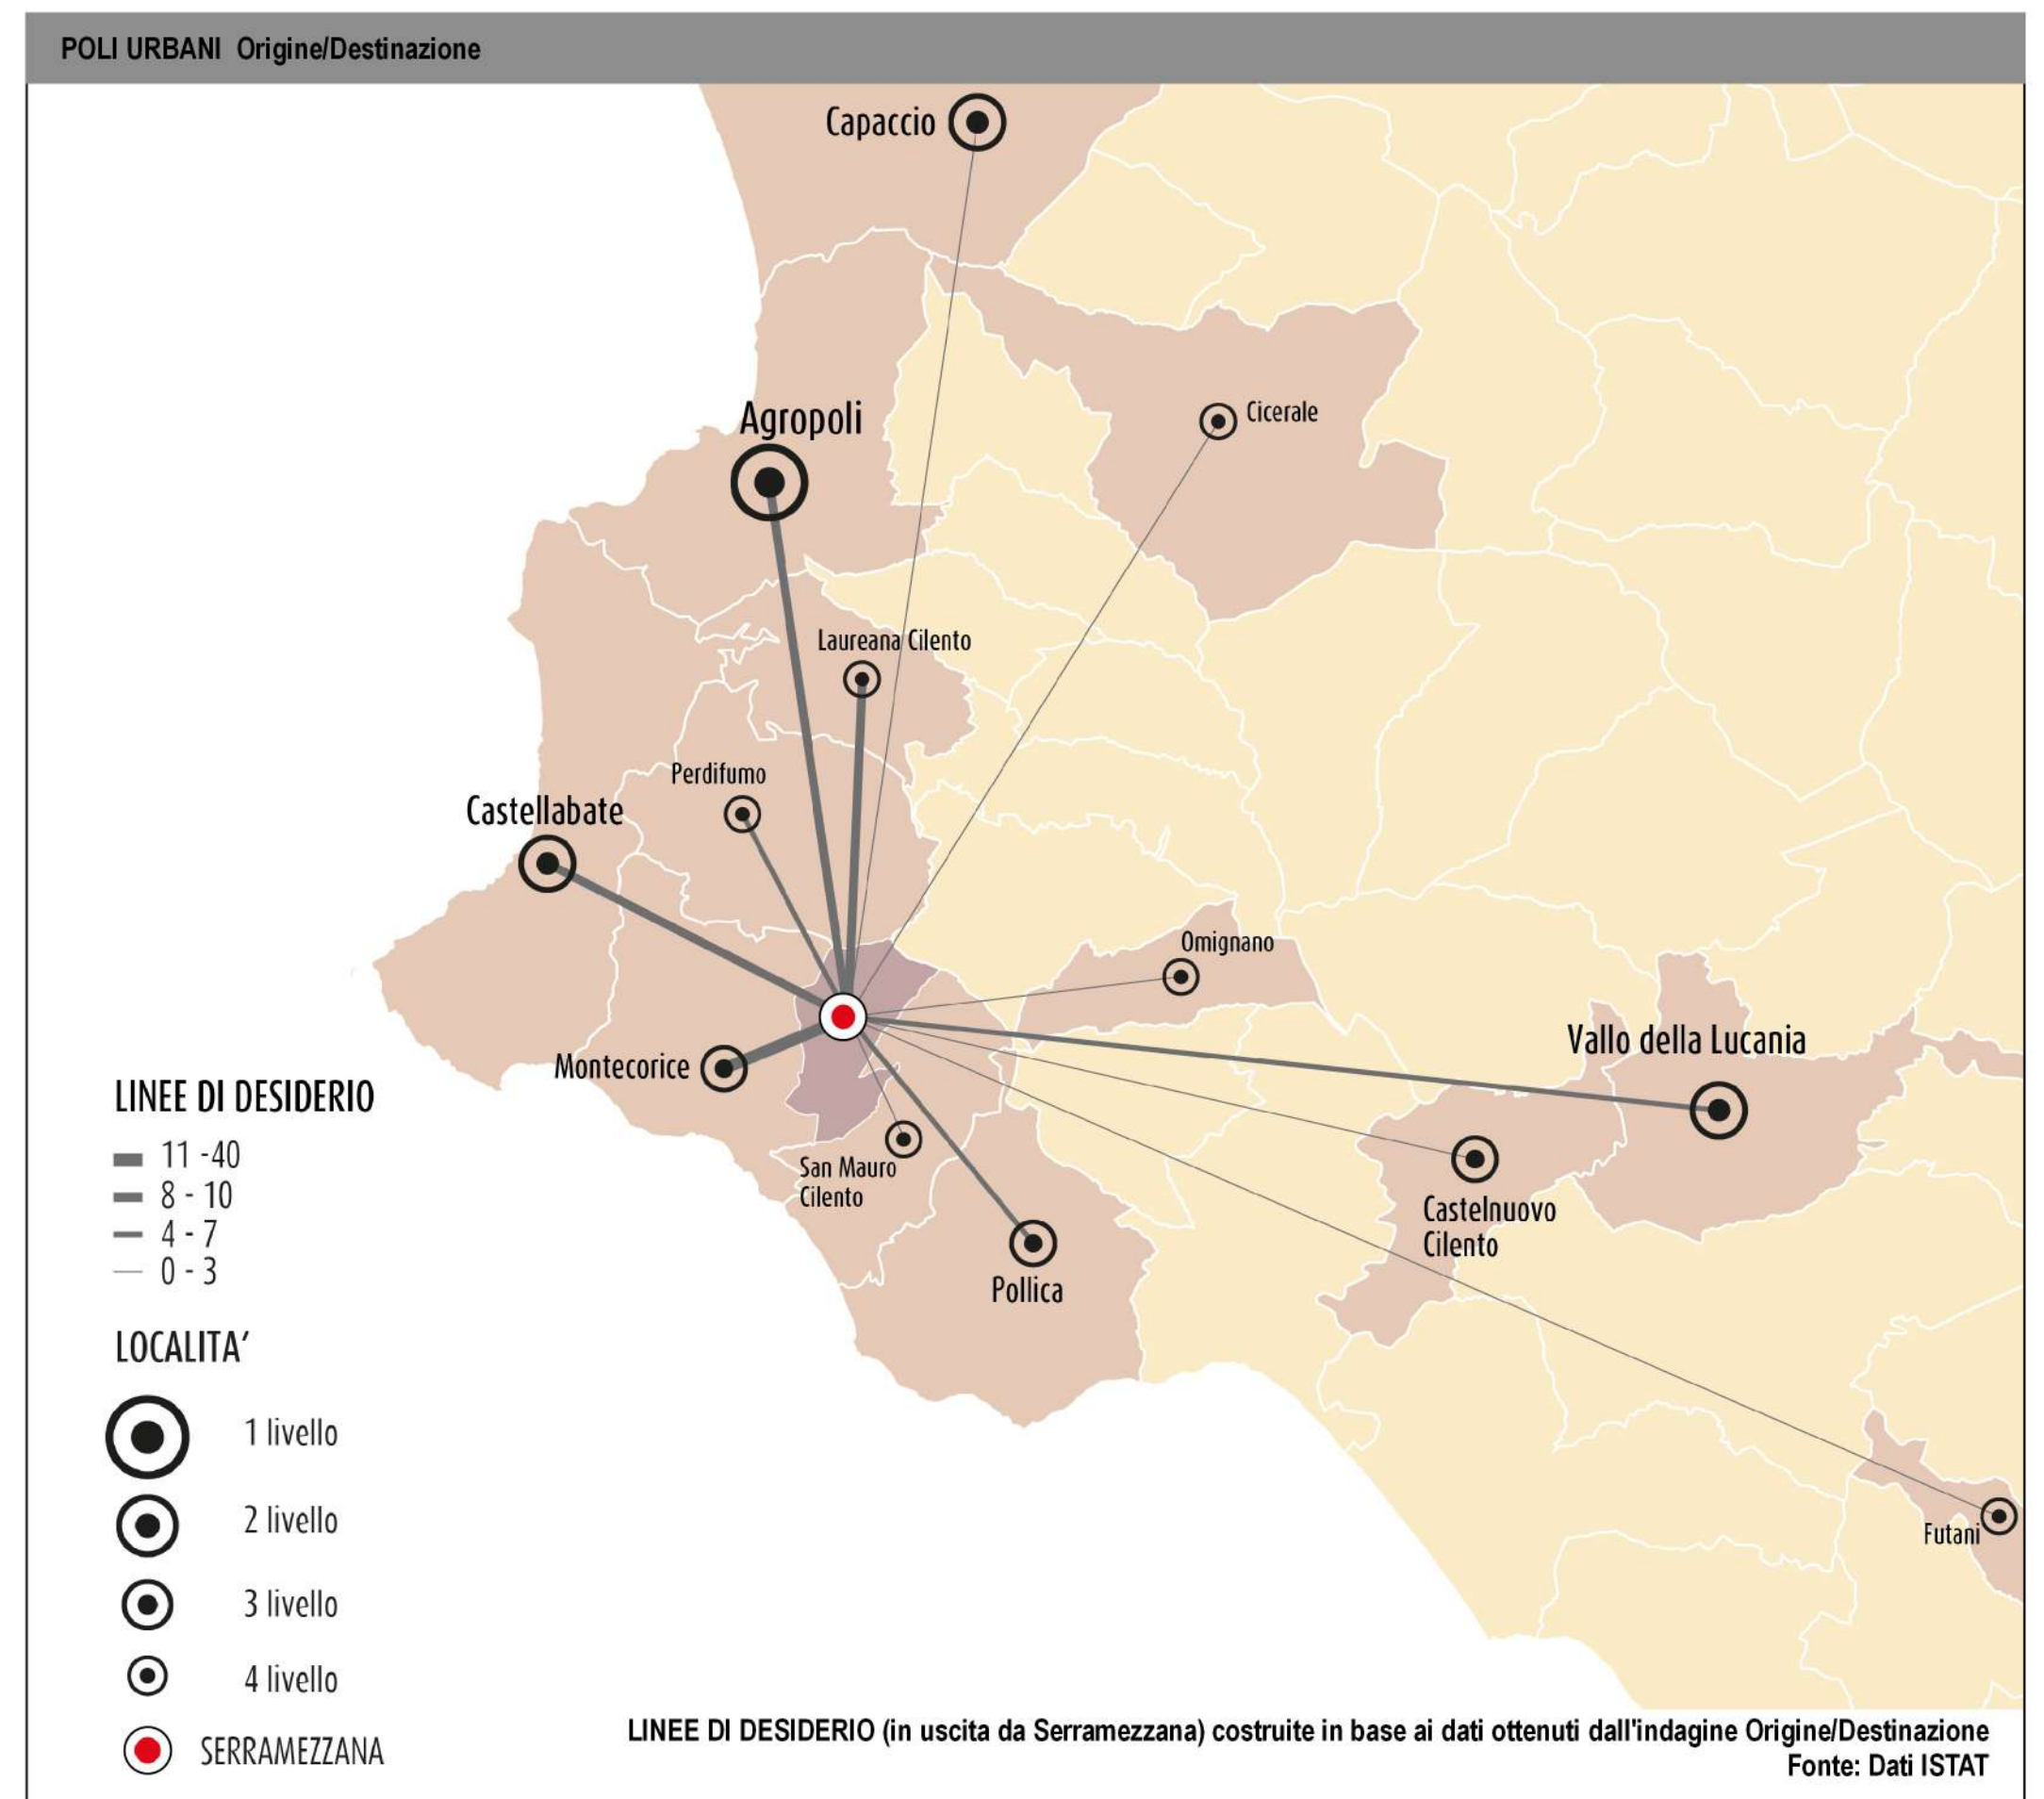 POLI URBANI Origine/Destinazione
Capaccio
Agropoli
Cicerale
Laureana Cilento
Perdifumo
Castellabate
Omignano
Vallo della Lucania
Montecorice
San Mauro
Cilento
Castelnuovo
Cilento
Pollica
Futani
LINEE DI DESIDERIO
11 -40
8 - 10
4 - 7
0 - 3
LOCALITA'
1 livello
2 livello
3 livello
4 livello
SERRAMEZZANA
LINEE DI DESIDERIO (in uscita da Serramezzana) costruite in base ai dati ottenuti dall'indagine Origine/Destinazione
Fonte: Dati ISTAT